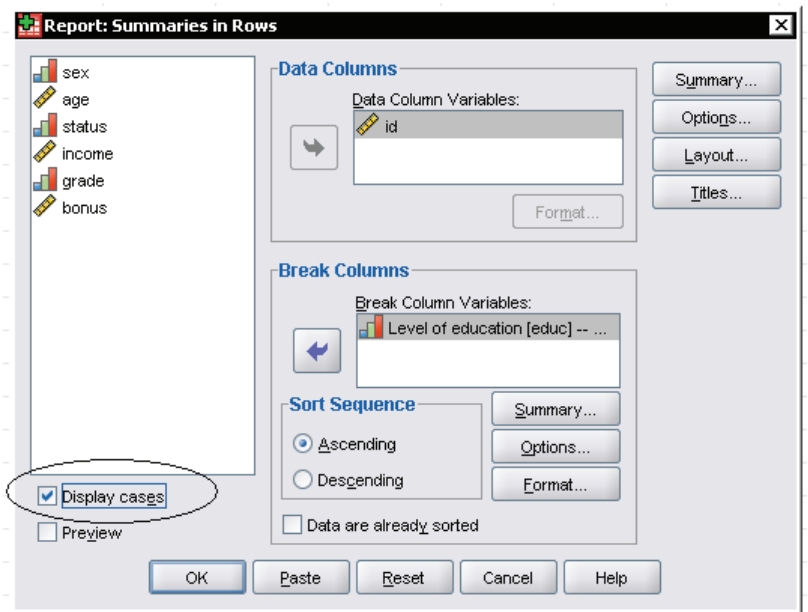 Report: Summaries in Rows
sex
age
status
income
grade
bonus
Display cases
Preview
Data Columns
Data Column Variables:
id
Format...
Break Columns
Break Column Variables:
Level of education [educ] -- ...
Sort Sequence
Ascending
Descending
Summary...
Options...
Format...
Data are already sorted
Summary...
Options...
Layout...
Titles...
OK
Paste
Reset
Cancel
Help